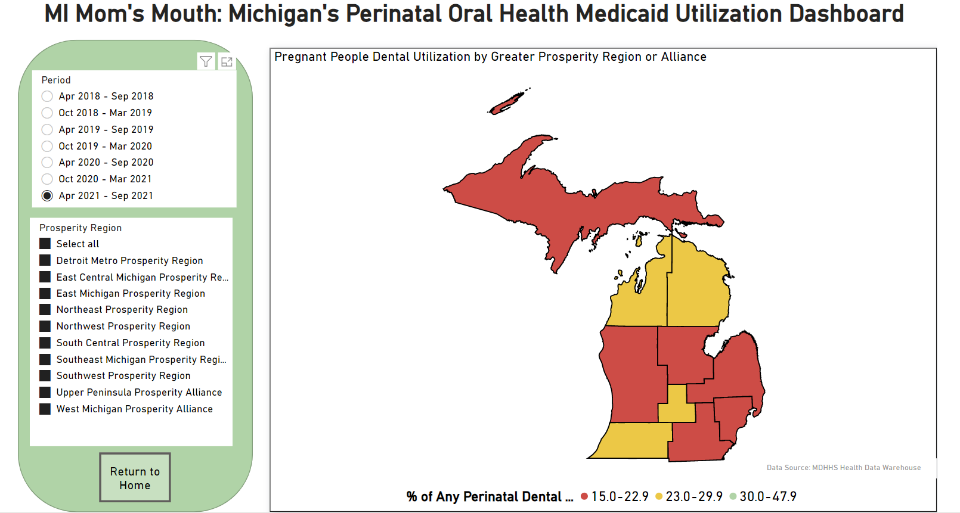 MI Mom's Mouth: Michigan's Perinatal Oral Health Medicaid Utilization Dashboard
Period
Apr 2018 - Sep 2018
Oct 2018 - Mar 2019
Apr 2019 - Sep 2019
Oct 2019 - Mar 2020
Apr 2020 - Sep 2020
Oct 2020 - Mar 2021
Apr 2021 - Sep 2021
Prosperity Region
Select all
Detroit Metro Prosperity Region
East Central Michigan Prosperity Re...
East Michigan Prosperity Region
Northeast Prosperity Region
Northwest Prosperity Region
South Central Prosperity Region
Southeast Michigan Prosperity Regi...
Southwest Prosperity Region
Upper Peninsula Prosperity Alliance
West Michigan Prosperity Alliance
Return to
Home
Pregnant People Dental Utilization by Greater Prosperity Region or Alliance
Data Source: MDHHS Health Data Warehouse
% of Any Perinatal Dental ... 15.0-22.9 23.0-29.9 30.0-47.9